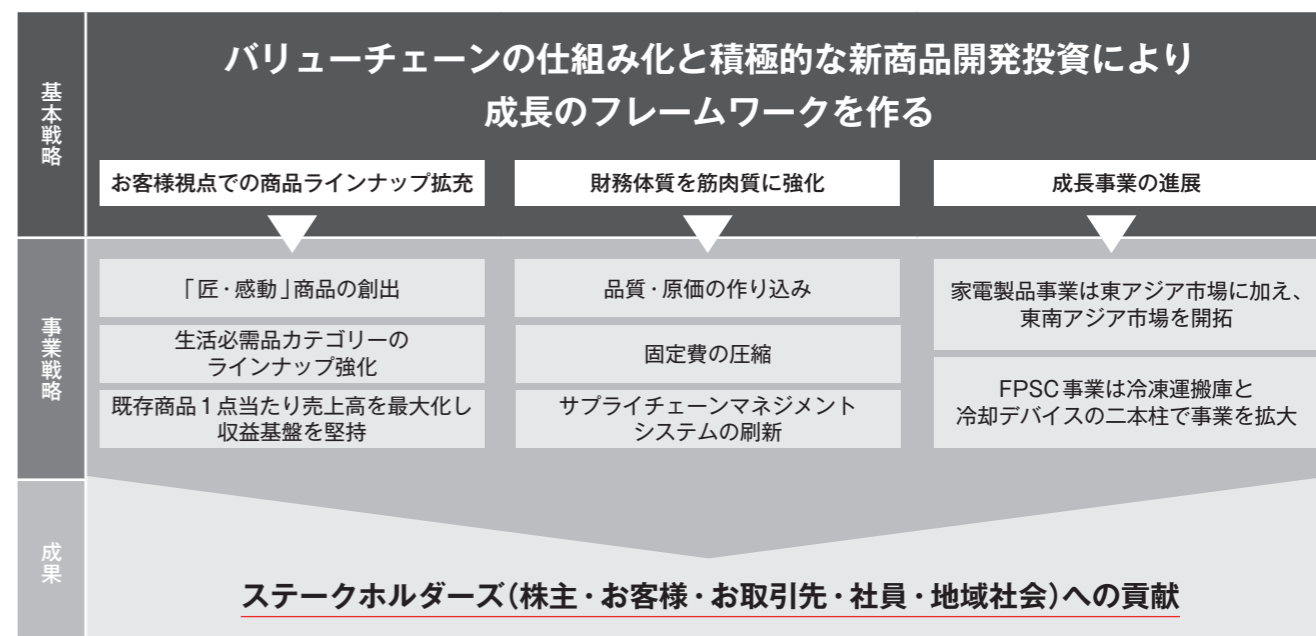 基本戦略
バリューチェーンの仕組み化と積極的な新商品開発投資により
成長のフレームワークを作る
お客様視点での商品ラインナップ拡充
財務体質を筋肉質に強化
成長事業の進展
事業戦略
「匠・感動」商品の創出
生活必需品カテゴリーの
ラインナップ強化
既存商品1点当たり売上高を最大化し
収益基盤を堅持
品質・原価の作り込み
固定費の圧縮
サプライチェーンマネジメント
システムの刷新
家電製品事業は東アジア市場に加え、
東南アジア市場を開拓
FPSC事業は冷凍運搬庫と
冷却デバイスの二本柱で事業を拡大
成果
ステークホルダーズ(株主・お客様・お取引先・社員・地域社会)への貢献